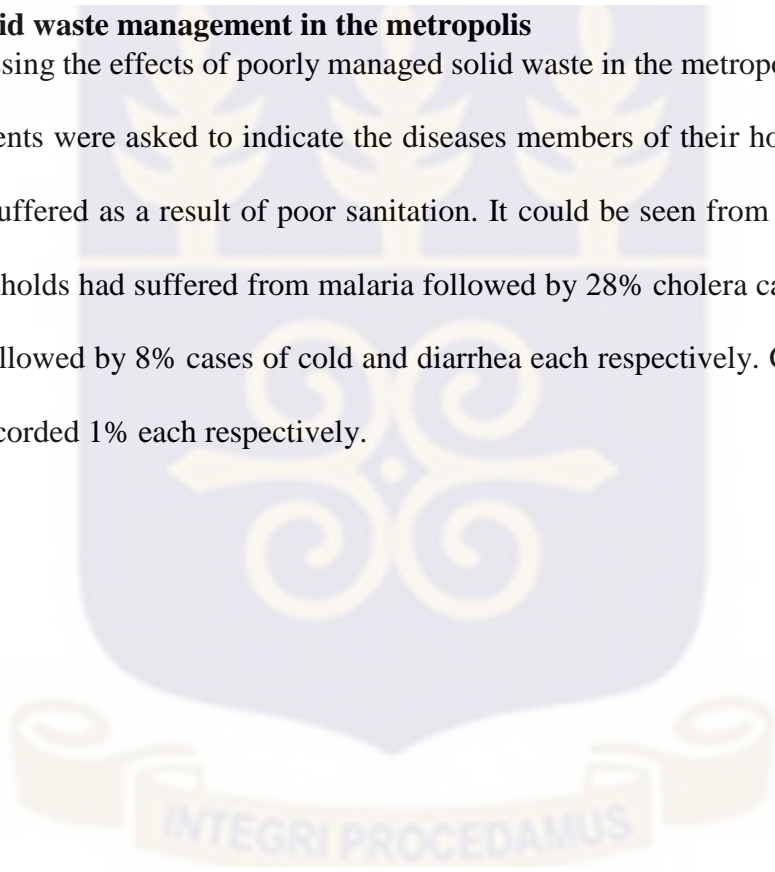 id waste management in the metropolis
sing the effects of poorly managed solid waste in the metropo
ents were asked to indicate the diseases members of their ho
uffered as a result of poor sanitation. It could be seen from
holds had suffered from malaria followed by 28% cholera ca
llowed by 8% cases of cold and diarrhea each respectively.
corded 1% each respectively.
INTEGRI PROCEDAMUS